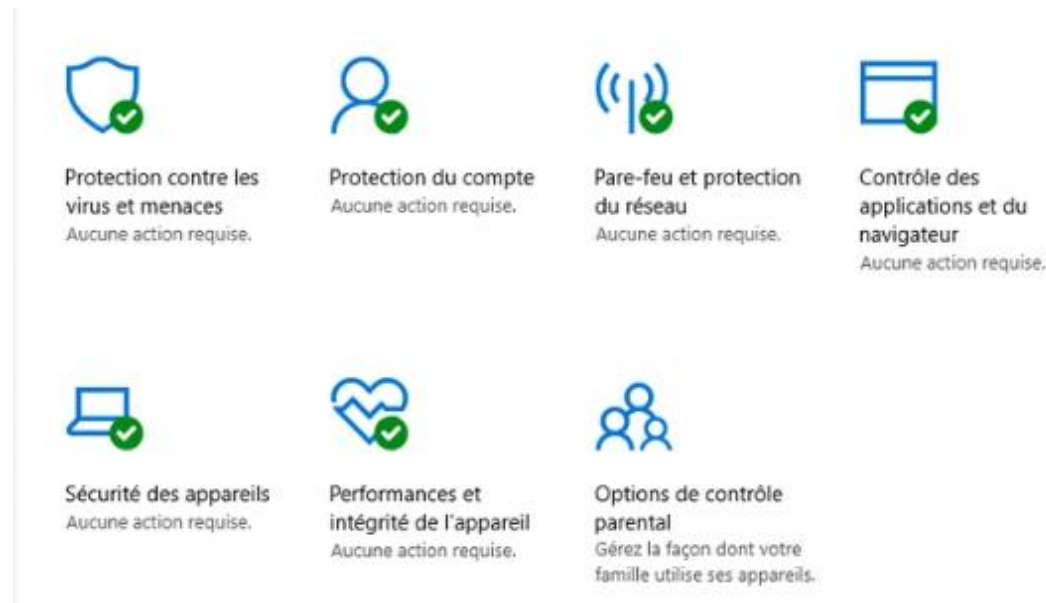 Protection contre les
virus et menaces
Aucune action requise.
Protection du compte
Aucune action requise.
Pare-feu et protection
du réseau
Aucune action requise.
Contrôle des
applications et du
navigateur
Aucune action requise.
Sécurité des appareils
Aucune action requise.
Performances et
intégrité de l'appareil
Aucune action requise.
Options de contrôle
parental
Gérez la façon dont votre
famille utilise ses appareils.